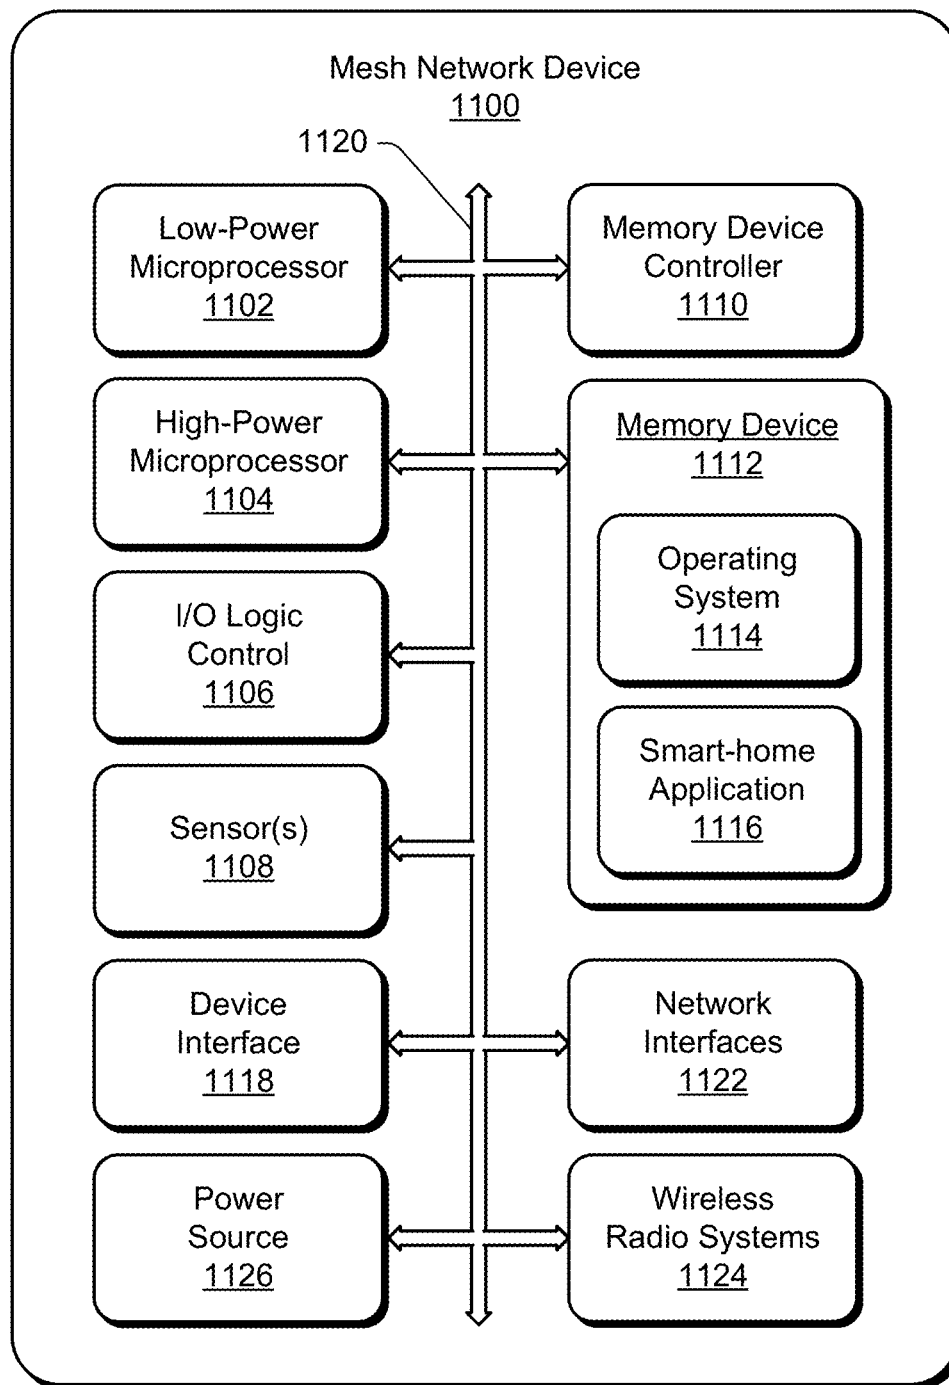 Mesh Network Device
1100
1120
Low-Power
Microprocessor
1102
Memory Device
Controller
1110
High-Power
Microprocessor
1104
Memory Device
1112
Operating
System
1114
I/O Logic
Control
1106
Smart-home
Application
1116
Sensor(s)
1108
Device
Interface
1118
Network
Interfaces
1122
Power
Source
1126
Wireless
Radio Systems
1124